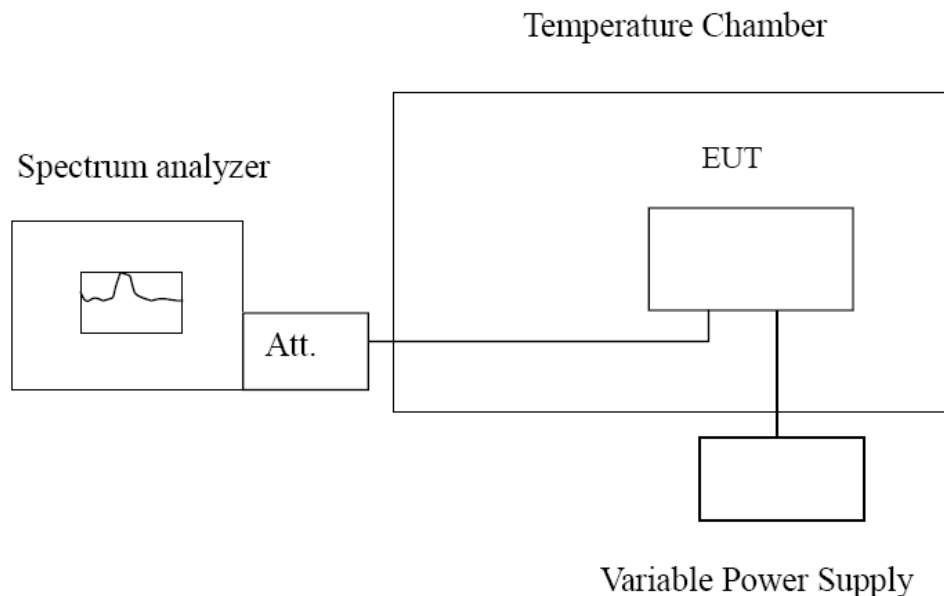 Temperature Chamber
Spectrum analyzer
EUT
Att.
Variable Power Supply